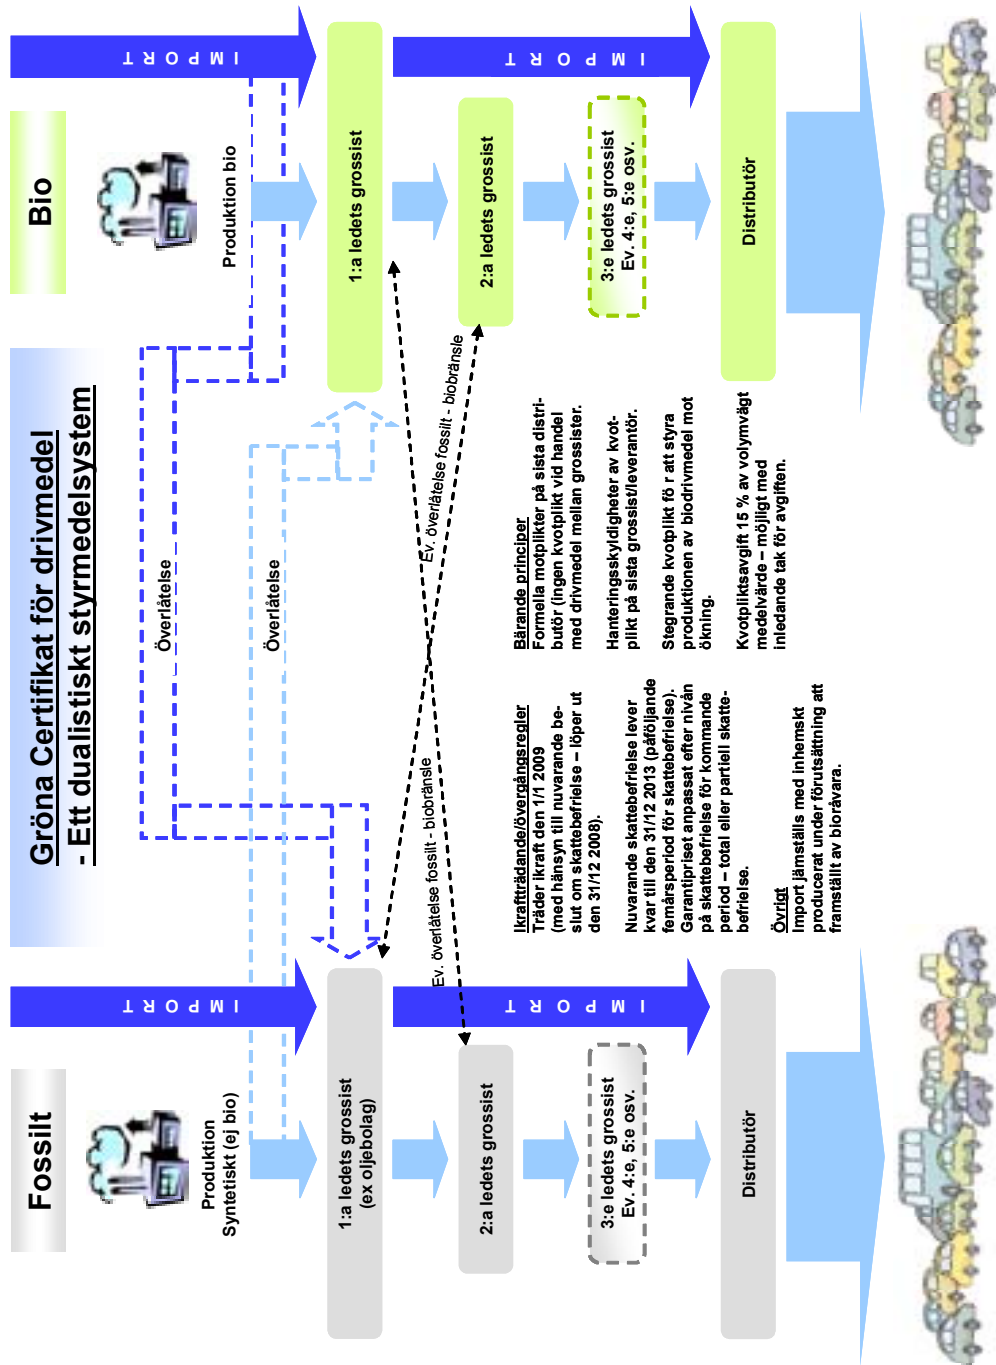 Gröna Certifikat för drivmedel
- Ett dualistiskt styrmedelsystem
Fossilt
Produktion
Syntetiskt (ej bio)
IMPORT
1:a ledets grossist
(ex oljebolag)
2:a ledets grossist
3:e ledets grossist
Ev. 4:e, 5:e osv.
IMPORT
Distributör
Överlåtelse
Överlåtelse
Ev. överlåtelse fossilt - biobränsle
Ev. överlåtelse fossilt - biobränsle
Bio
Produktion bio
IMPORT
1:a ledets grossist
2:a ledets grossist
3:e ledets grossist
Ev. 4:e, 5:e osv.
IMPORT
Distributör
Ikraftträdande/övergångsregler
Träder ikraft den 1/1 2009
(med hänsyn till nuvarande be-
slut om skattebefrielse – löper ut
den 31/12 2008).
Nuvarande skattebefrielse lever
kvar till den 31/12 2013 (påföljande
femårsperiod för skattebefrielse).
Garantipriset anpassat efter nivån
på skattebefrielse för kommande
period – total eller partiell skatte-
befrielse.
Övrigt
Import jämställs med inhemskt
producerat under förutsättning att
framställt av bioråvara.
Bärande principer
Formella motplikter på sista distri-
butör (ingen kvotplikt vid handel
med drivmedel mellan grossister.
Hanteringsskyldigheter av kvot-
plikt på sista grossist/leverantör.
Stegrande kvotplikt fö r att styra
produktionen av biodrivmedel mot
ökning.
Kvotpliktsavgift 15 % av volymvägt
medelvärde – möjligt med
inledande tak för avgiften.